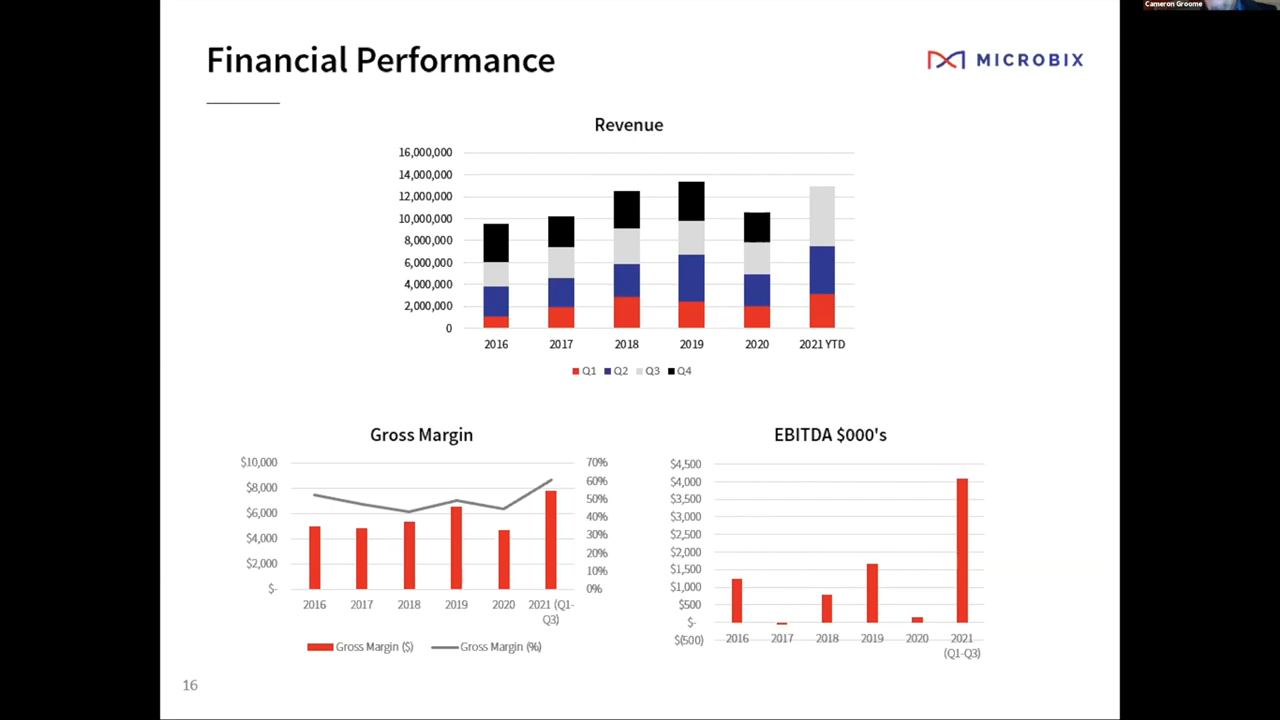 Cameron Groome
Financial Performance
MICROBIX
Revenue
16,000,000
14,000,000
12,000,000
10,000,000
8,000,000
6,000,000
4,000,000
2,000,000
0
2016 2017 2018 2019 2020 2021 YTD
Q1 Q2 Q3 Q4
Gross Margin
$10,000
$8,000
$6,000
$4,000
$2,000
$-
70%
60%
50%
40%
30%
20%
10%
0%
2016 2017 2018 2019 2020 2021 (Q1-
Q3)
Gross Margin ($) Gross Margin (%)
EBITDA $000's
$4,500
$4,000
$3,500
$3,000
$2,500
$2,000
$1,500
$1,000
$500
$-
$(500)
2016 2017 2018 2019 2020 2021
(Q1-Q3)
16